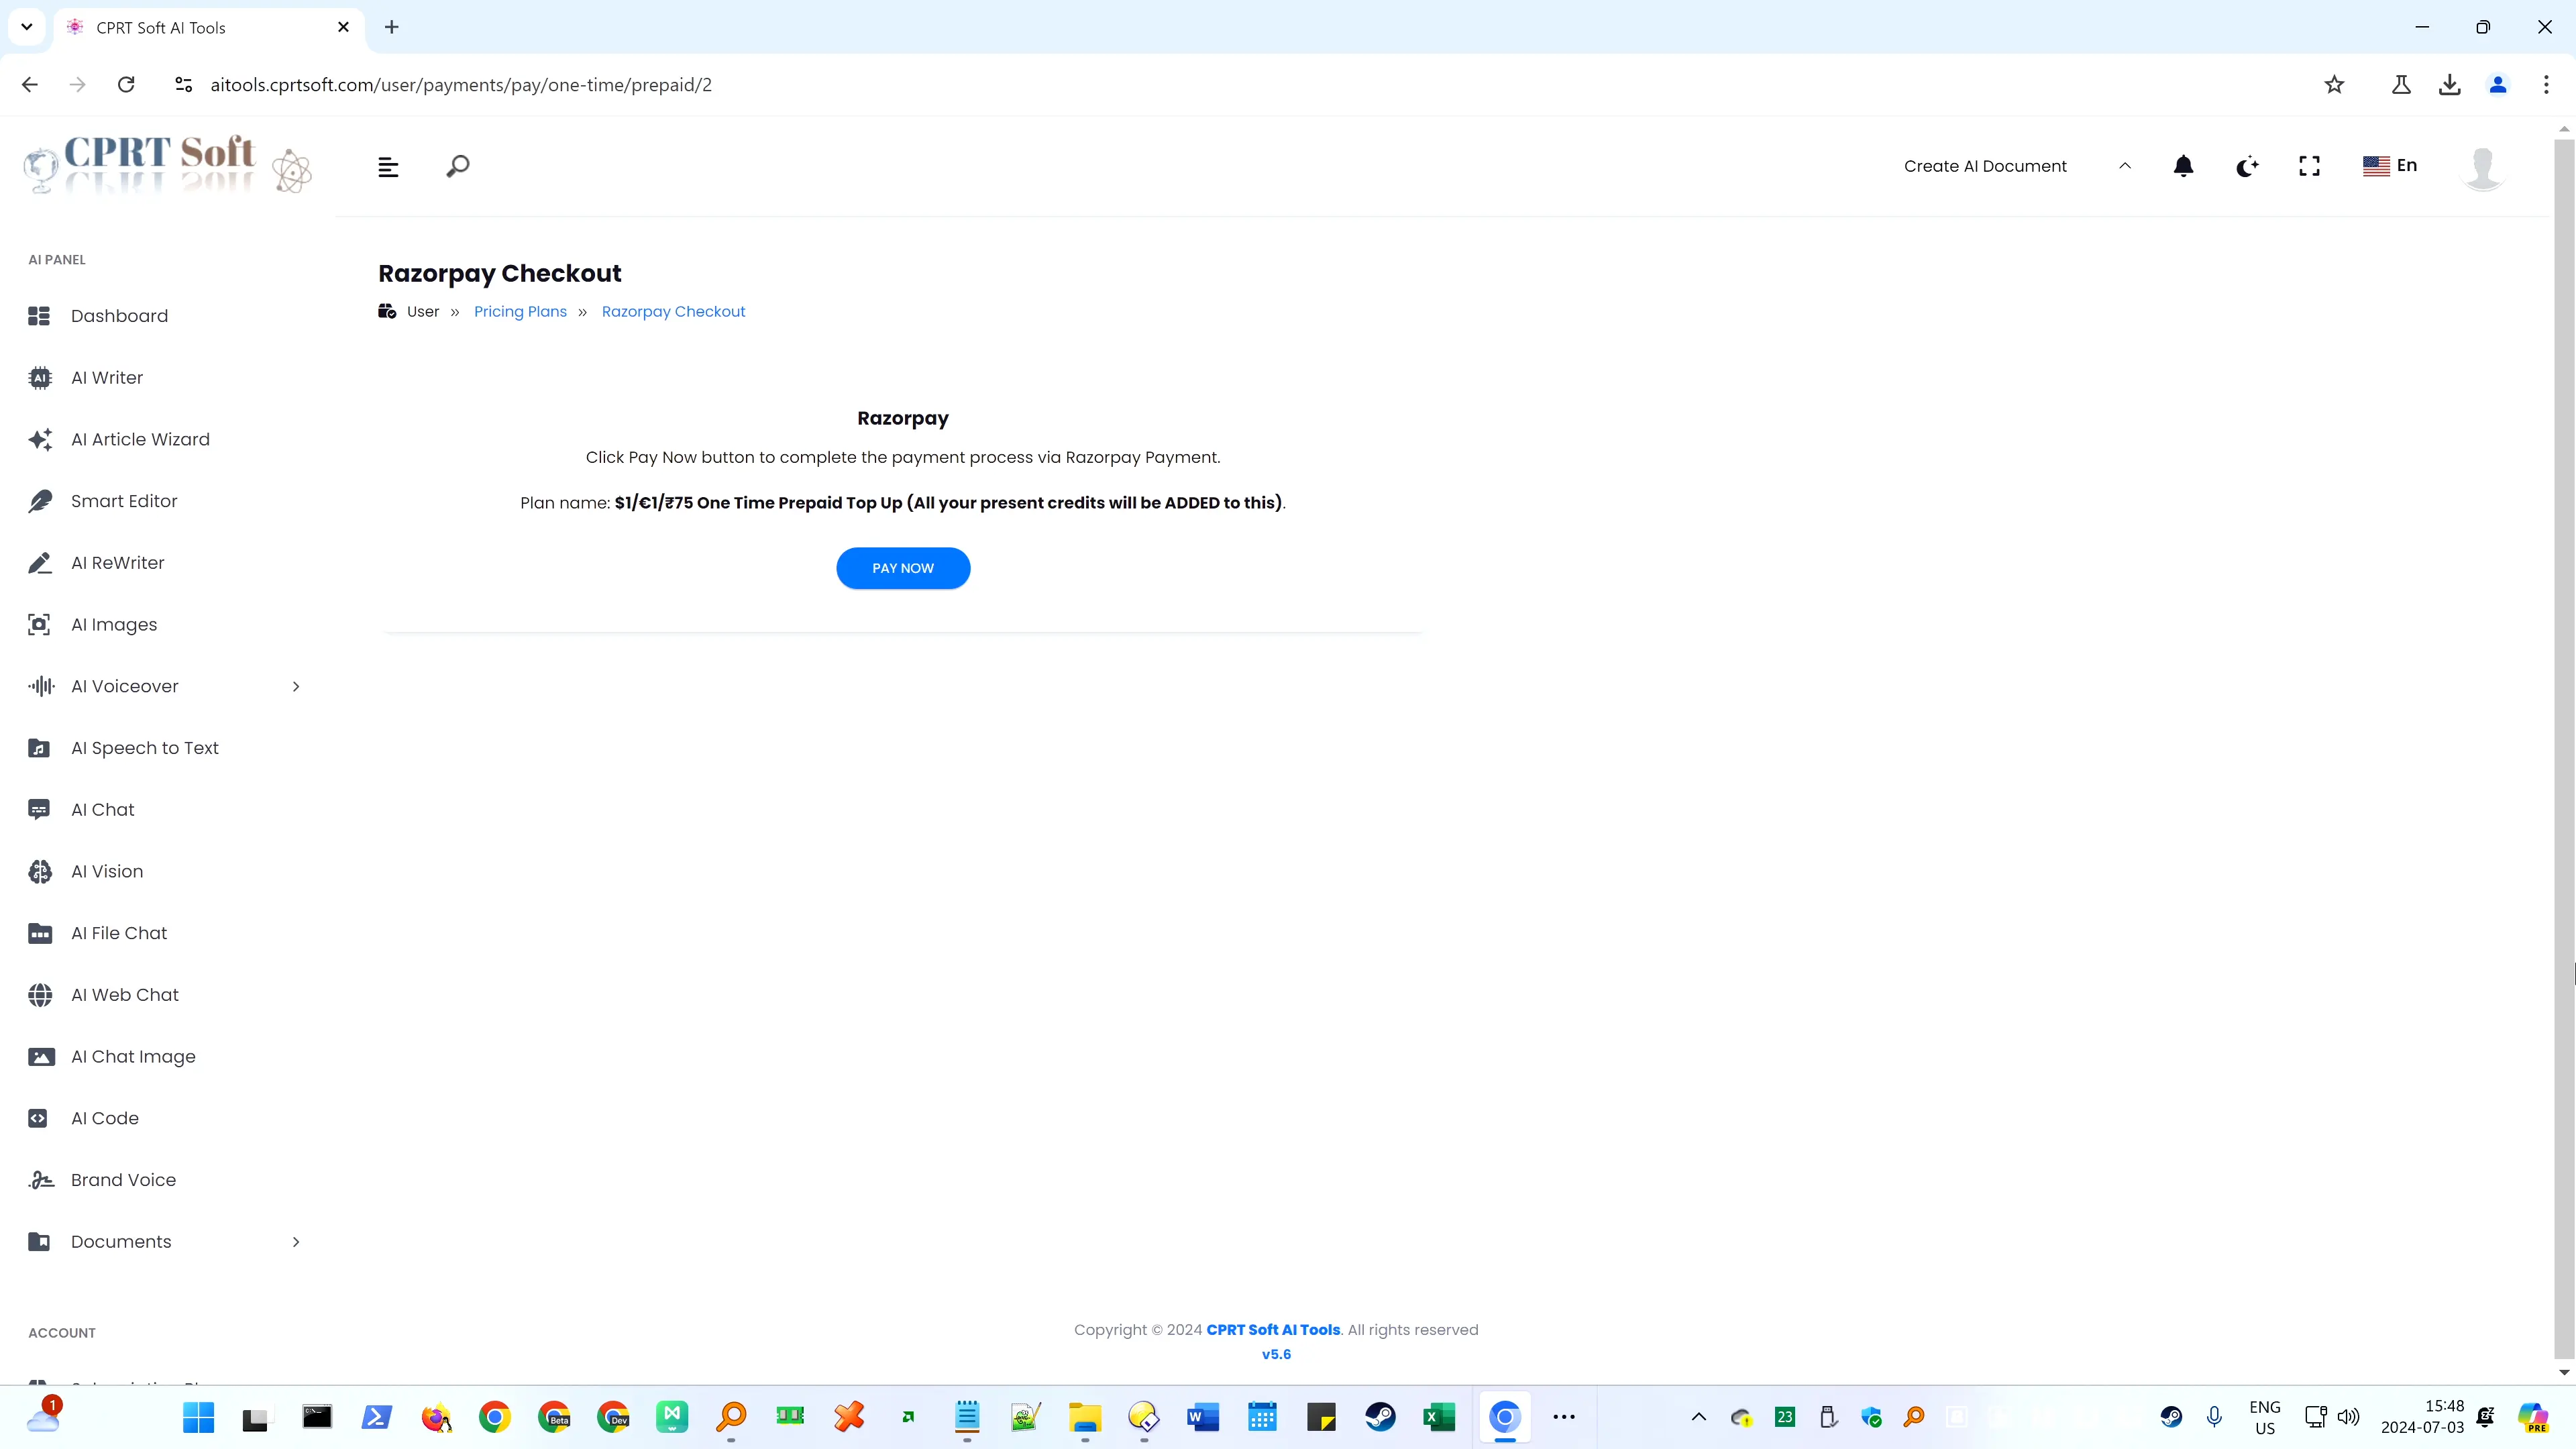 CPRT Soft AI Tools
aitools.cprtsoft.com/user/payments/pay/one-time/prepaid/2
CPRT Soft
Create AI Document
En
AI PANEL
Dashboard
AI Writer
AI Article Wizard
Smart Editor
AI ReWriter
AI Images
AI Voiceover
AI Speech to Text
AI Chat
AI Vision
AI File Chat
AI Web Chat
AI Chat Image
AI Code
Brand Voice
Documents
ACCOUNT
Razorpay Checkout
User » Pricing Plans » Razorpay Checkout
Razorpay
Click Pay Now button to complete the payment process via Razorpay Payment.
Plan name: $1/€1/₹75 One Time Prepaid Top Up (All your present credits will be ADDED to this).
PAY NOW
Copyright © 2024 CPRT Soft AI Tools. All rights reserved
v5.6
1
Beta
Dev
23
ENG
US
15:48
2024-07-03
PRE